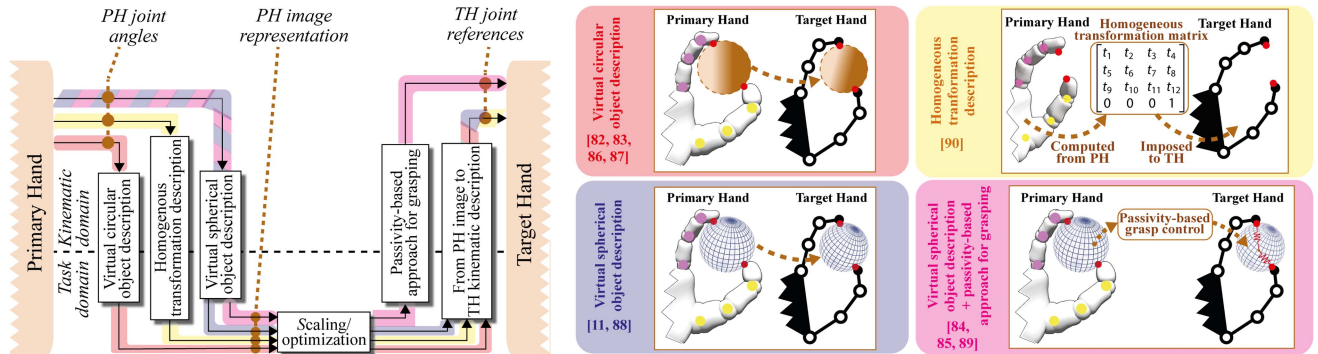 PH joint
angles
PH image
representation
TH joint
references
Primary Hand
Kinematic
domain
Task
domain
Virtual circular
object description
Homogenous
transformation description
Virtual spherical
object description
Scaling/
optimization
Passivity-based
approach for grasping
From PH image to
TH kinematic description
Target Hand
Virtual circular
object description
[82, 83,
86, 87]
Primary Hand
Target Hand
Homogeneous
tranformation
description
[90]
Primary Hand
Homogeneous
transformation matrix
Target Hand
t1 t2 t3 t4
t5 t6 t7 t8
t9 t10 t11 t12
0 0 0 1
Computed
from PH
Imposed
to TH
Virtual spherical
object description
[11, 88]
Primary Hand
Target Hand
Virtual spherical
object description
+ passivity-based
approach for grasping
[84,
85, 89]
Primary Hand
Target Hand
Passivity-based
grasp control